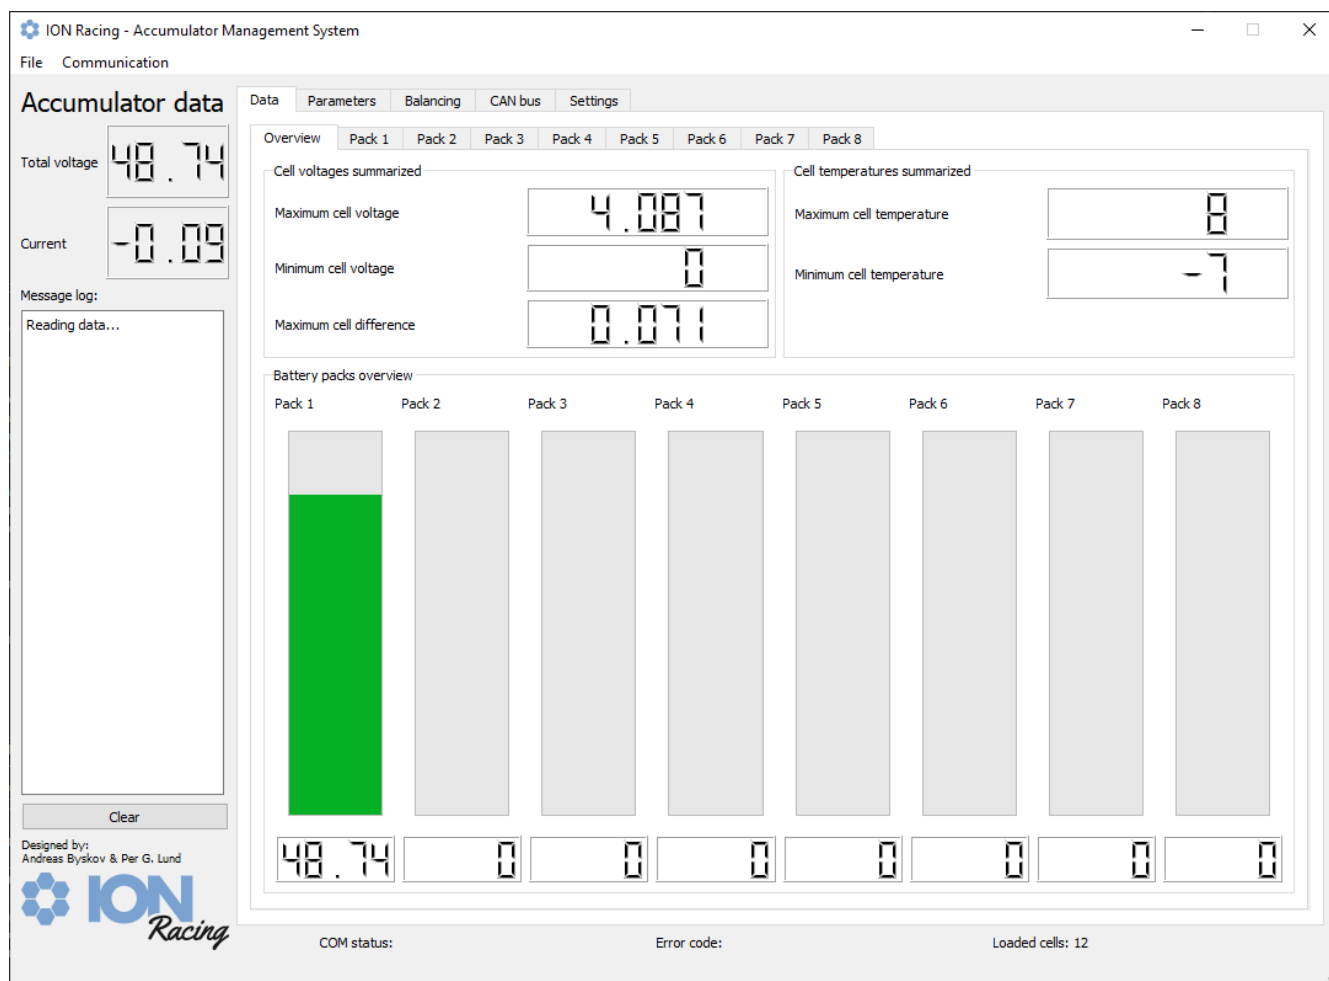 ION Racing - Accumulator Management System
File Communication
Accumulator data
Total voltage 48.74
Current -0.09
Message log:
Reading data...
Clear
Designed by:
Andreas Byskov & Per G. Lund
ION
Racing
Data Parameters Balancing CAN bus Settings
Overview Pack 1 Pack 2 Pack 3 Pack 4 Pack 5 Pack 6 Pack 7 Pack 8
Cell voltages summarized
Maximum cell voltage 4.087
Minimum cell voltage 0
Maximum cell difference 0.071
Cell temperatures summarized
Maximum cell temperature 8
Minimum cell temperature -7
Battery packs overview
Pack 1 Pack 2 Pack 3 Pack 4 Pack 5 Pack 6 Pack 7 Pack 8
48.74 0 0 0 0 0 0 0
COM status: Error code: Loaded cells: 12